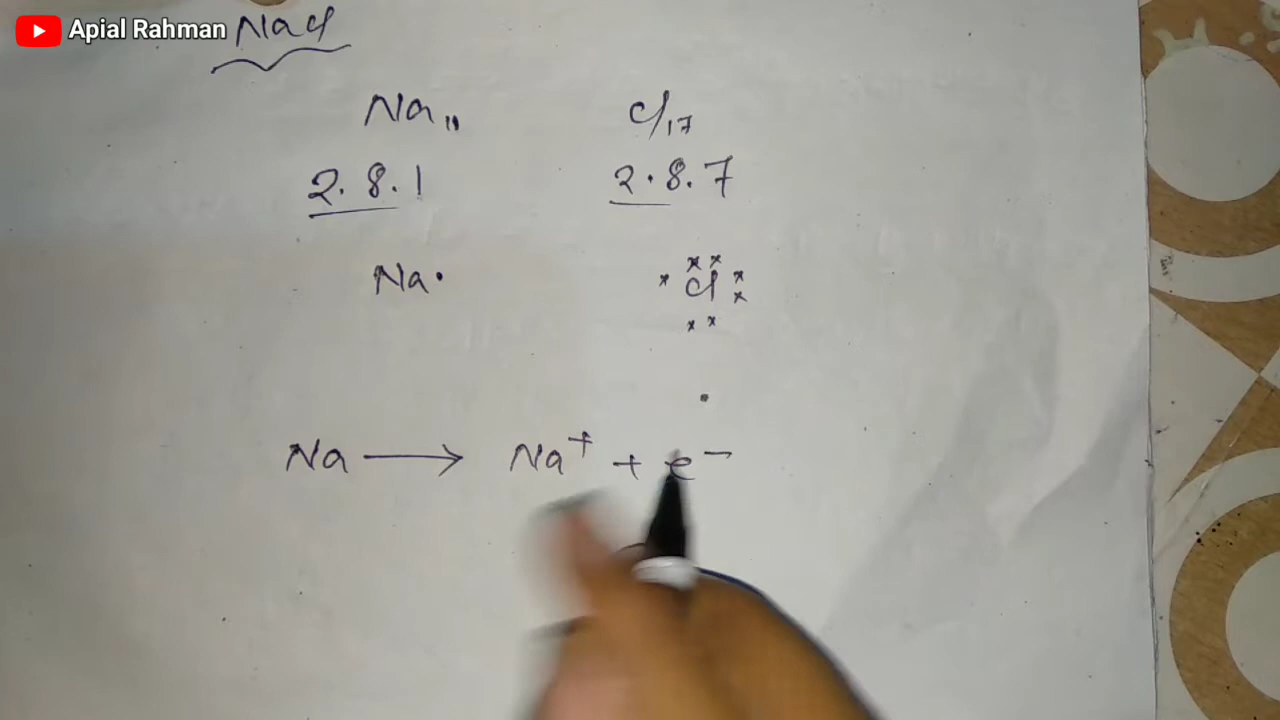 Apial Rahman
NaCl
Na₁₁ Cl₁₇
2.8.1 2.8.7
Na• Cl
Na ⟶ Na⁺ + e⁻